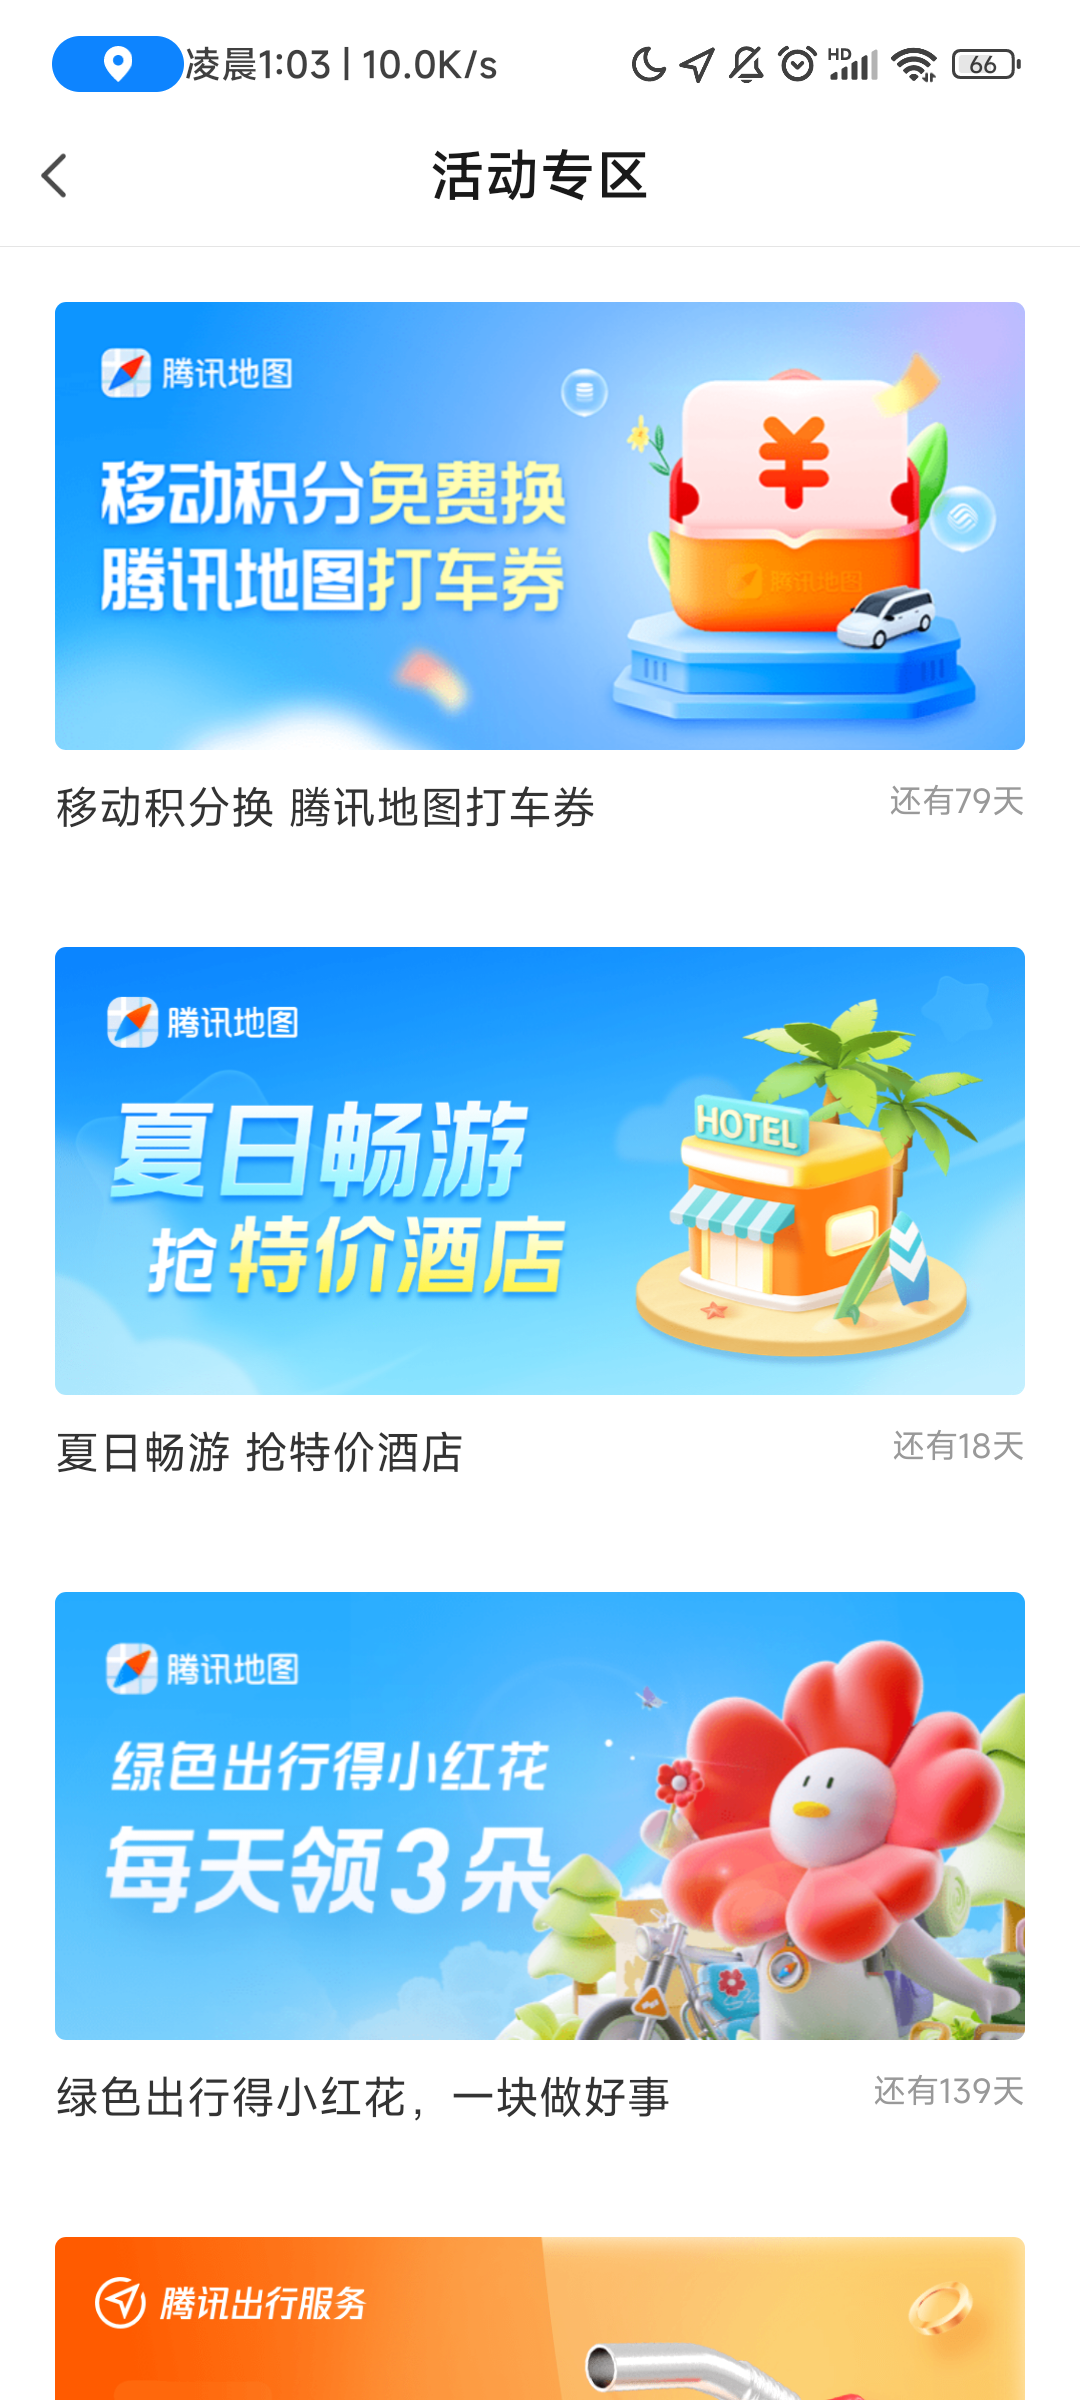 凌晨1:03 | 10.0K/s
HD
66
活动专区
腾讯地图
移动积分免费换
腾讯地图打车券
腾讯地图
移动积分换 腾讯地图打车券
还有79天
腾讯地图
夏日畅游
抢特价酒店
HOTEL
夏日畅游 抢特价酒店
还有18天
腾讯地图
绿色出行得小红花
每天领3朵
绿色出行得小红花，一块做好事
还有139天
腾讯出行服务